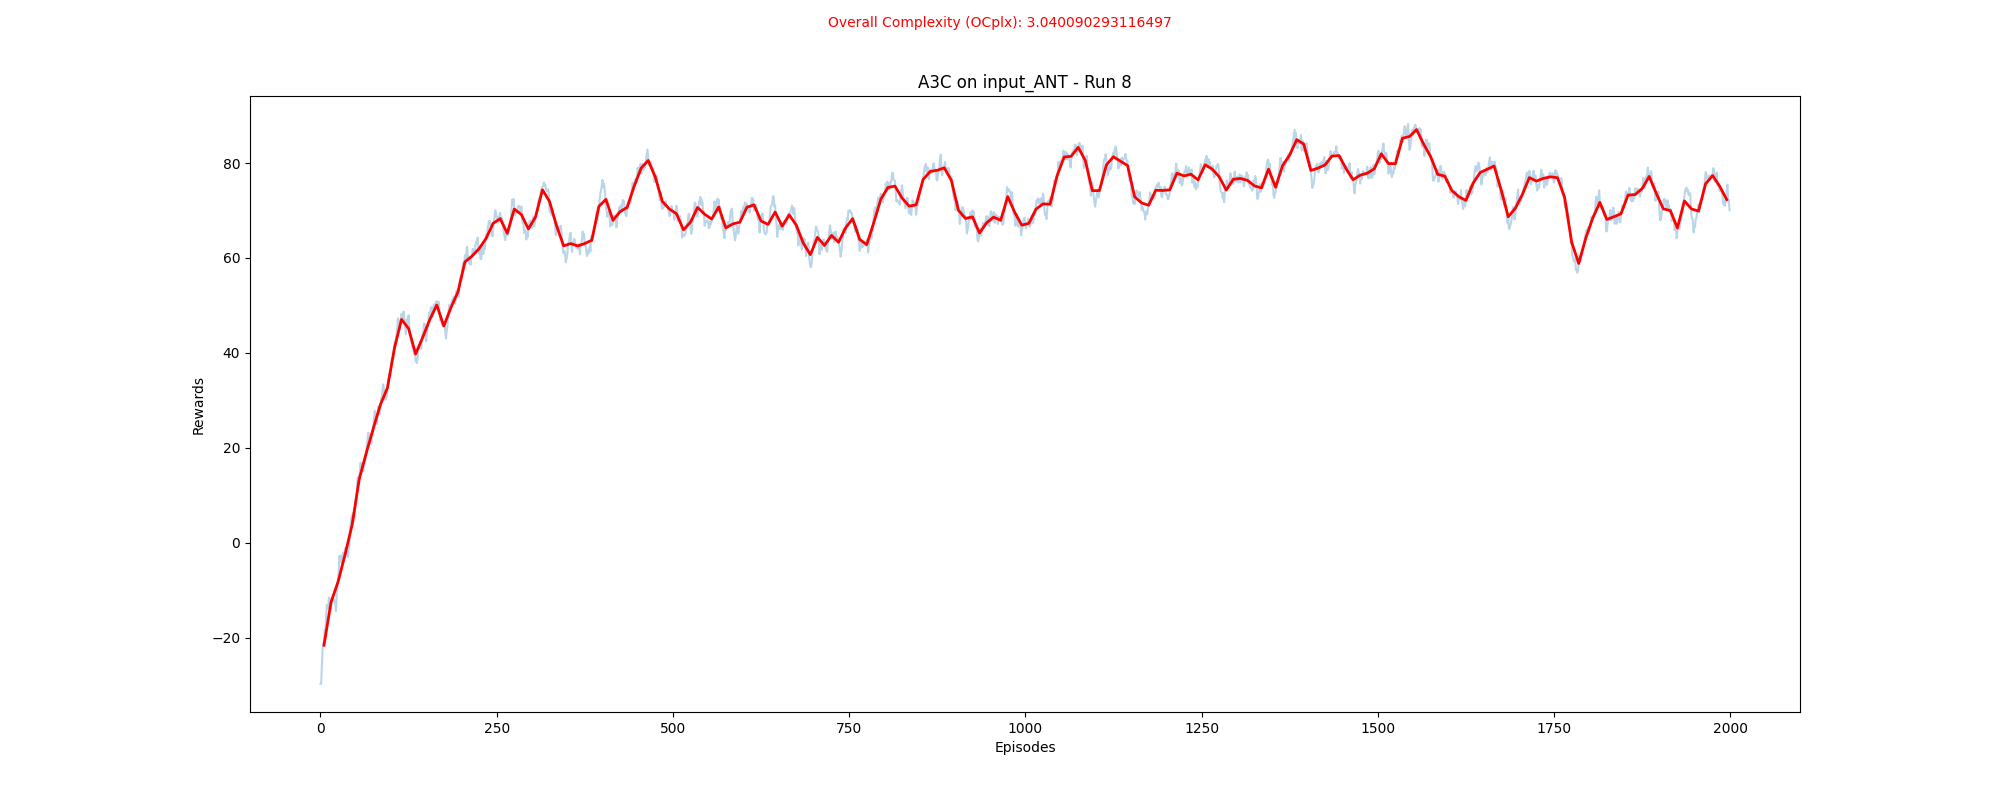 Overall Complexity (OCplx): 3.040090293116497
A3C on input_ANT - Run 8
Rewards
80
60
40
20
0
−20
0 250 500 750 1000 1250 1500 1750 2000
Episodes